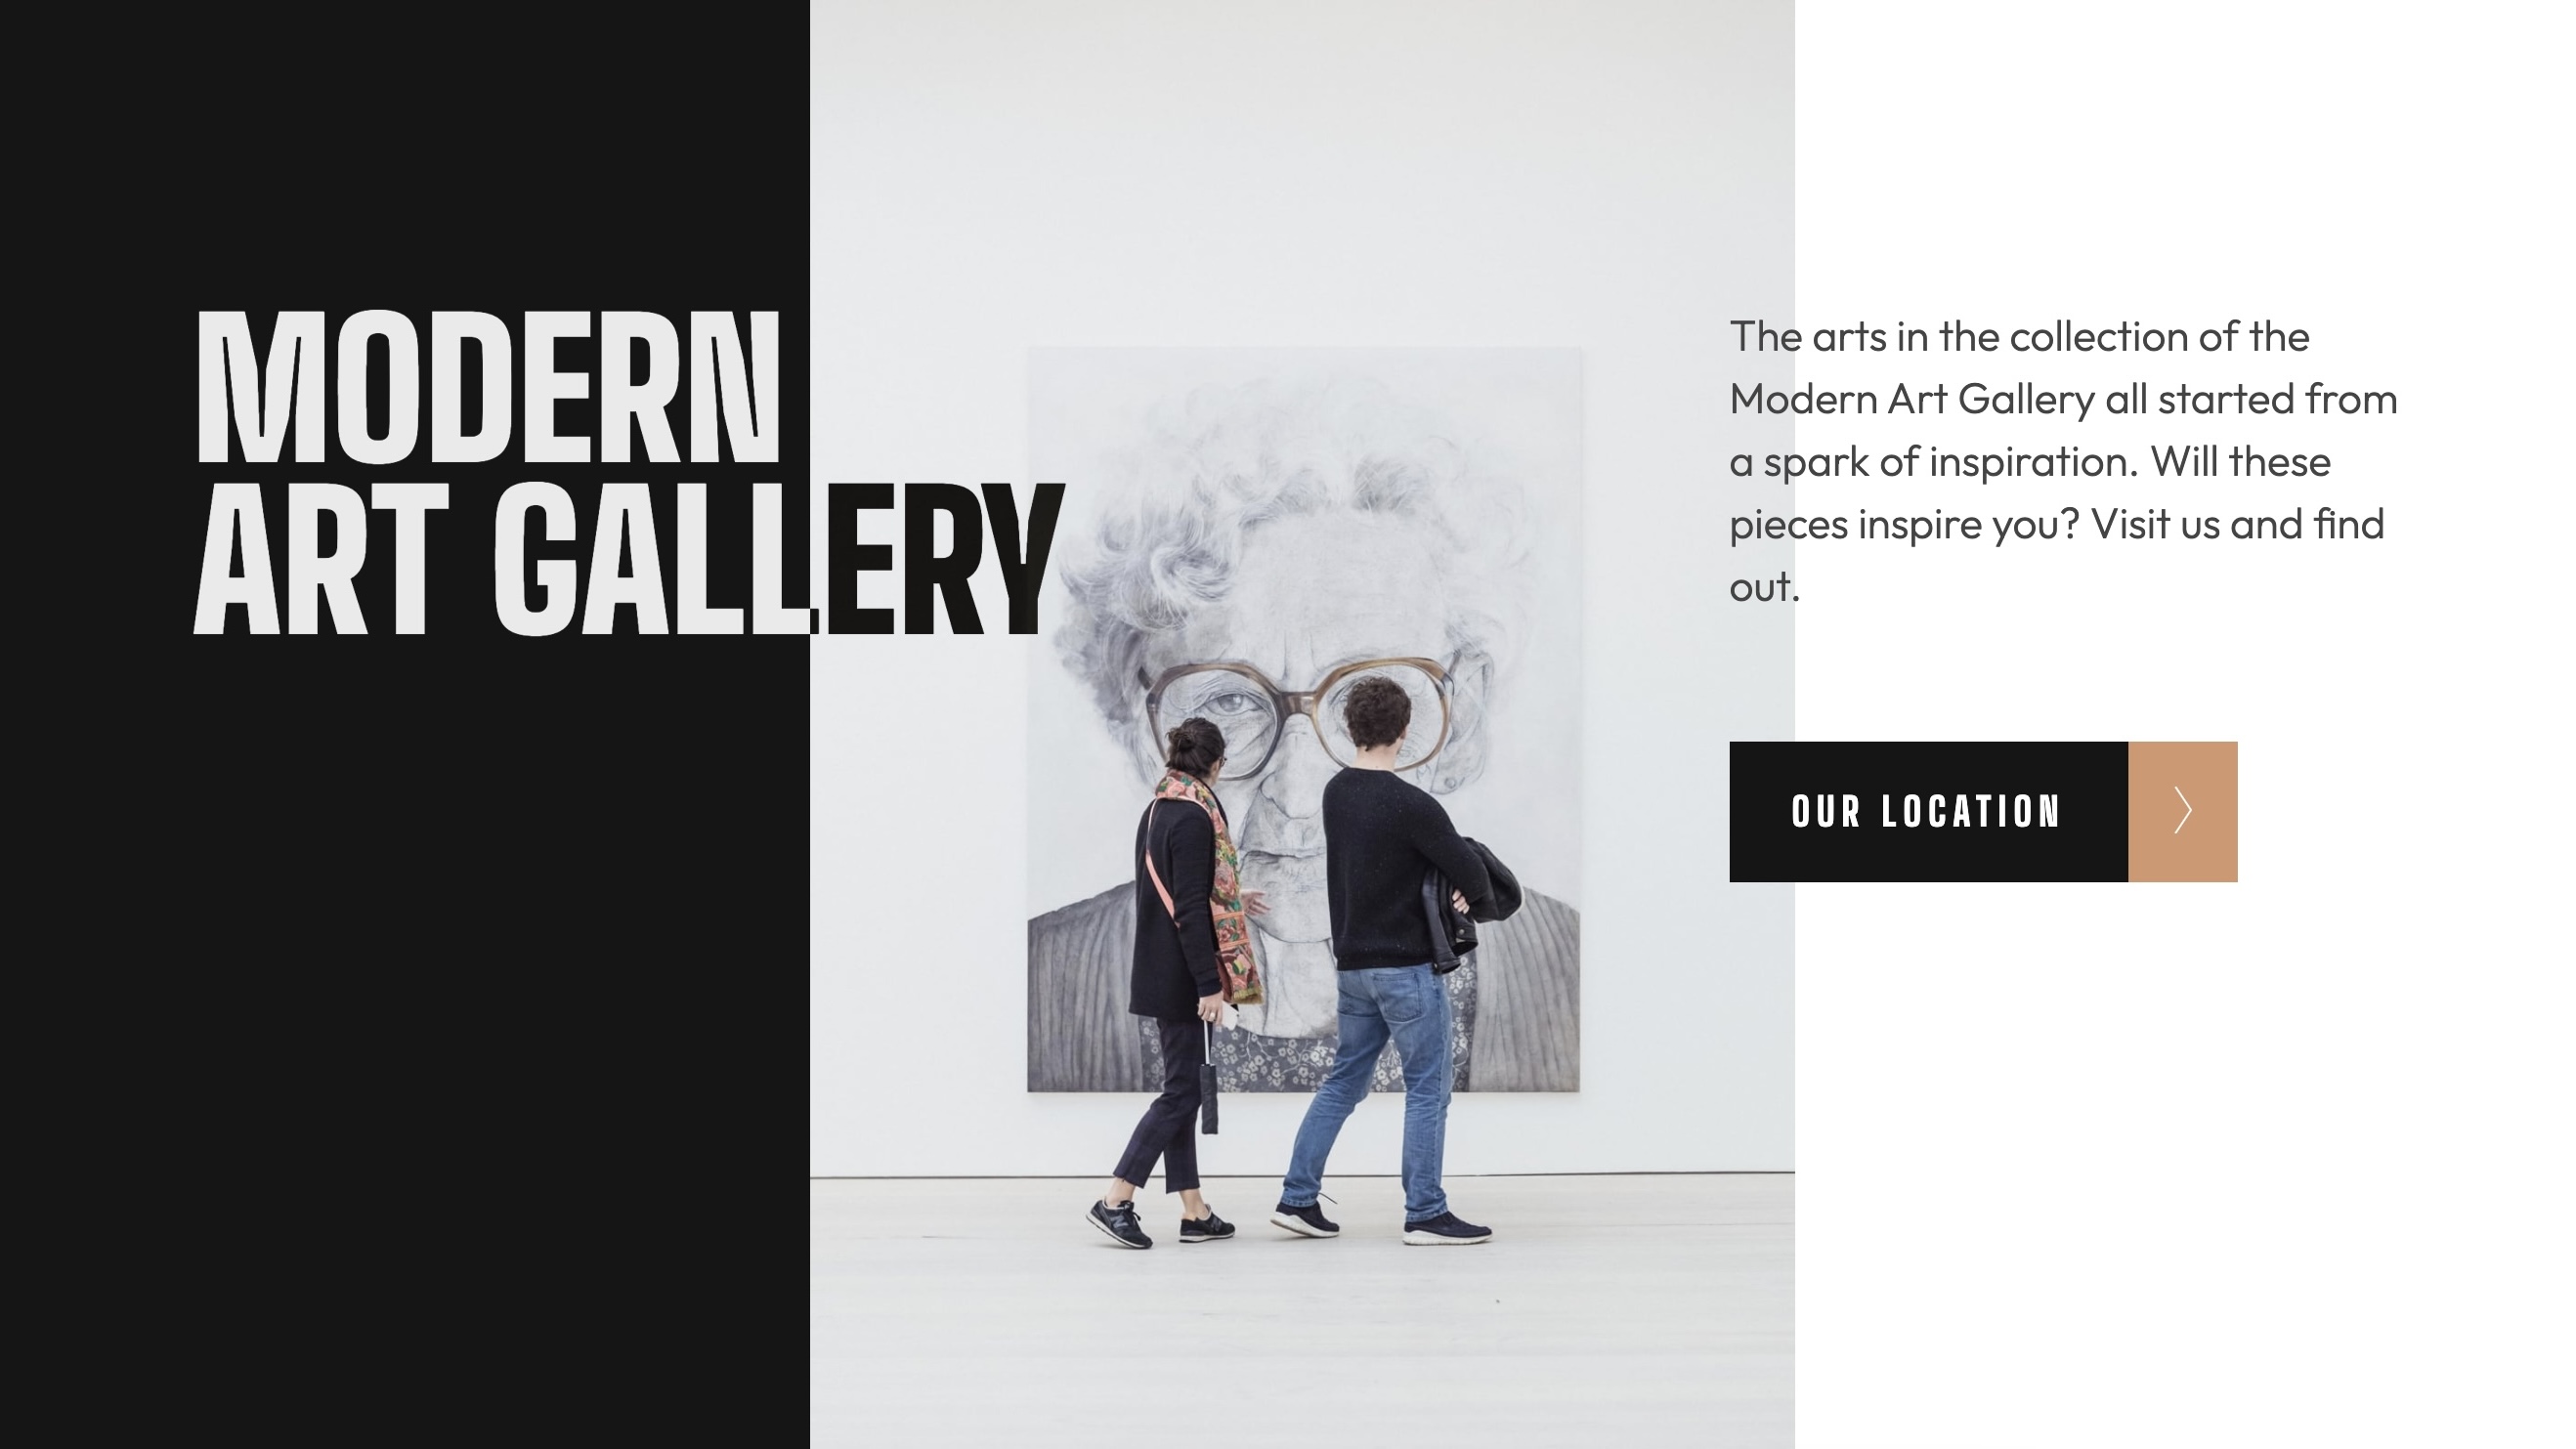 MODERN
ART GALLERY
The arts in the collection of the
Modern Art Gallery all started from
a spark of inspiration. Will these
pieces inspire you? Visit us and find
out.
OUR LOCATION